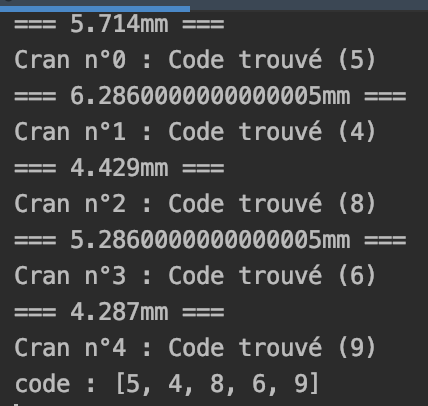 === 5.714mm ===
Cran n°0 : Code trouvé (5)
=== 6.2860000000000005mm ===
Cran n°1 : Code trouvé (4)
=== 4.429mm ===
Cran n°2 : Code trouvé (8)
=== 5.2860000000000005mm ===
Cran n°3 : Code trouvé (6)
=== 4.287mm ===
Cran n°4 : Code trouvé (9)
code : [5, 4, 8, 6, 9]